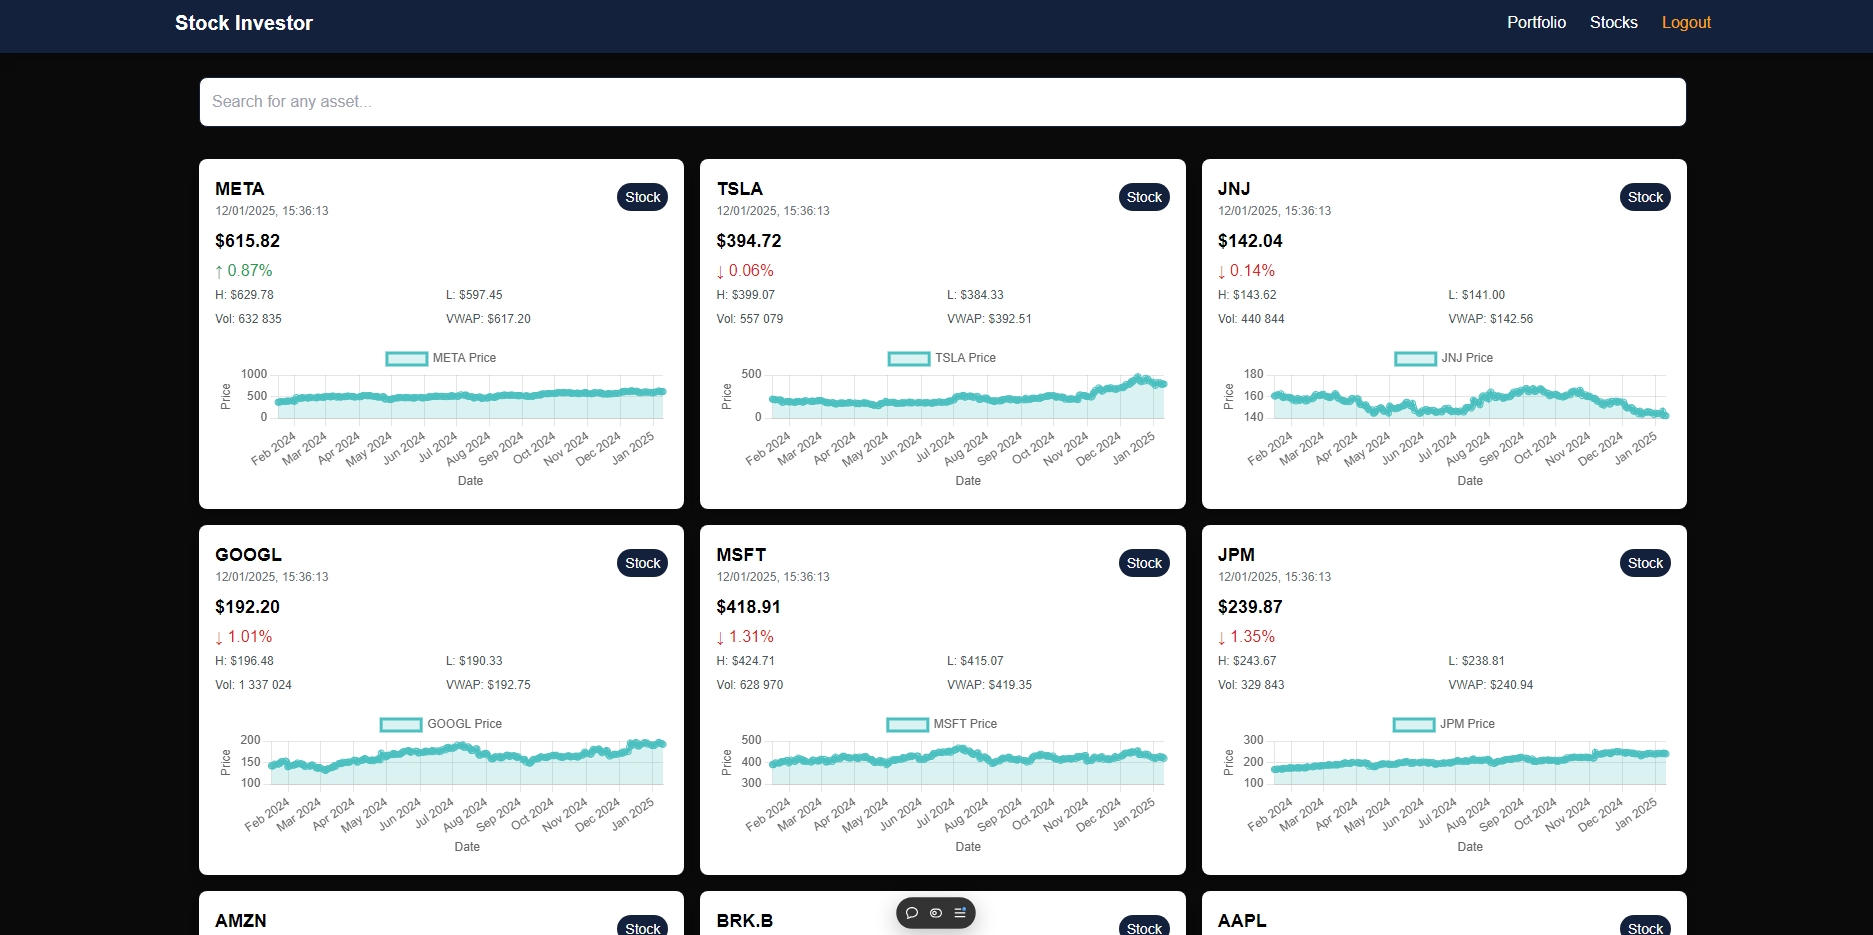 Stock Investor
Portfolio Stocks Logout
Search for any asset...
META
Stock
12/01/2025, 15:36:13
$615.82
↑ 0.87%
H: $629.78 L: $597.45
Vol: 632 835 VWAP: $617.20
META Price
1000
500
0
Price
Feb 2024 Mar 2024 Apr 2024 May 2024 Jun 2024 Jul 2024 Aug 2024 Sep 2024 Oct 2024 Nov 2024 Dec 2024 Jan 2025
Date
TSLA
Stock
12/01/2025, 15:36:13
$394.72
↓ 0.06%
H: $399.07 L: $384.33
Vol: 557 079 VWAP: $392.51
TSLA Price
500
0
Price
Feb 2024 Mar 2024 Apr 2024 May 2024 Jun 2024 Jul 2024 Aug 2024 Sep 2024 Oct 2024 Nov 2024 Dec 2024 Jan 2025
Date
JNJ
Stock
12/01/2025, 15:36:13
$142.04
↓ 0.14%
H: $143.62 L: $141.00
Vol: 440 844 VWAP: $142.56
JNJ Price
180
160
140
Price
Feb 2024 Mar 2024 Apr 2024 May 2024 Jun 2024 Jul 2024 Aug 2024 Sep 2024 Oct 2024 Nov 2024 Dec 2024 Jan 2025
Date
GOOGL
Stock
12/01/2025, 15:36:13
$192.20
↓ 1.01%
H: $196.48 L: $190.33
Vol: 1 337 024 VWAP: $192.75
GOOGL Price
200
150
100
Price
Feb 2024 Mar 2024 Apr 2024 May 2024 Jun 2024 Jul 2024 Aug 2024 Sep 2024 Oct 2024 Nov 2024 Dec 2024 Jan 2025
Date
MSFT
Stock
12/01/2025, 15:36:13
$418.91
↓ 1.31%
H: $424.71 L: $415.07
Vol: 628 970 VWAP: $419.35
MSFT Price
500
400
300
Price
Feb 2024 Mar 2024 Apr 2024 May 2024 Jun 2024 Jul 2024 Aug 2024 Sep 2024 Oct 2024 Nov 2024 Dec 2024 Jan 2025
Date
JPM
Stock
12/01/2025, 15:36:13
$239.87
↓ 1.35%
H: $243.67 L: $238.81
Vol: 329 843 VWAP: $240.94
JPM Price
300
200
100
Price
Feb 2024 Mar 2024 Apr 2024 May 2024 Jun 2024 Jul 2024 Aug 2024 Sep 2024 Oct 2024 Nov 2024 Dec 2024 Jan 2025
Date
AMZN
Stock
BRK.B
Stock
AAPL
Stock